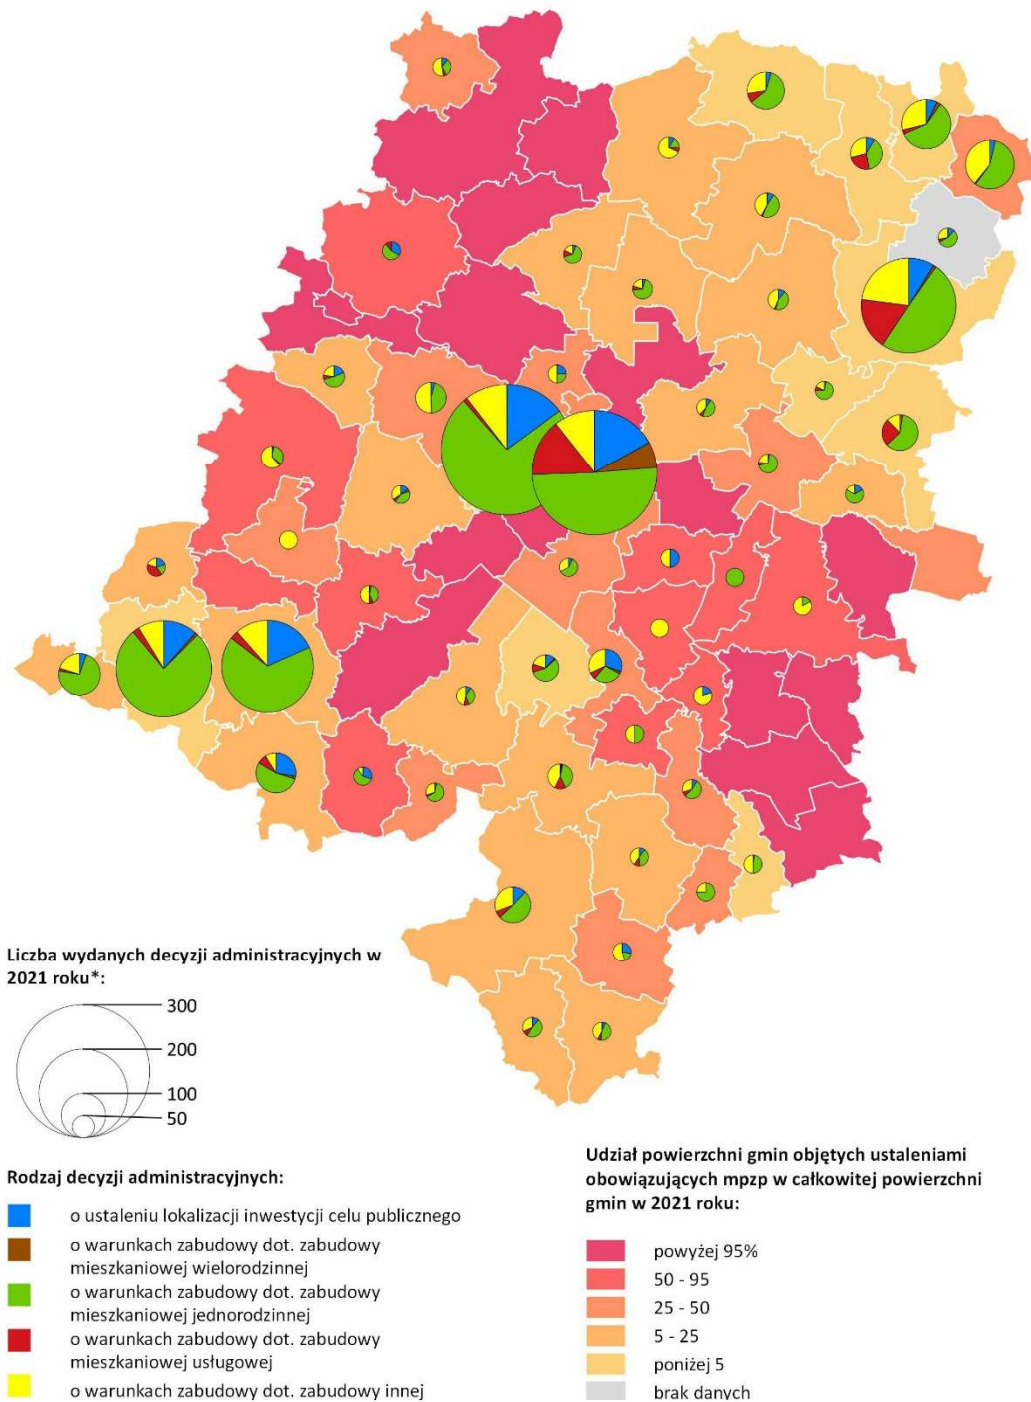 Liczba wydanych decyzji administracyjnych w
2021 roku*:
300
200
100
50
Rodzaj decyzji administracyjnych:
o ustaleniu lokalizacji inwestycji celu publicznego
o warunkach zabudowy dot. zabudowy
mieszkaniowej wielorodzinnej
o warunkach zabudowy dot. zabudowy
mieszkaniowej jednorodzinnej
o warunkach zabudowy dot. zabudowy
mieszkaniowej usługowej
o warunkach zabudowy dot. zabudowy innej
Udział powierzchni gmin objętych ustaleniami
obowiązujących mpzp w całkowitej powierzchni
gmin w 2021 roku:
powyżej 95%
50 - 95
25 - 50
5 - 25
poniżej 5
brak danych